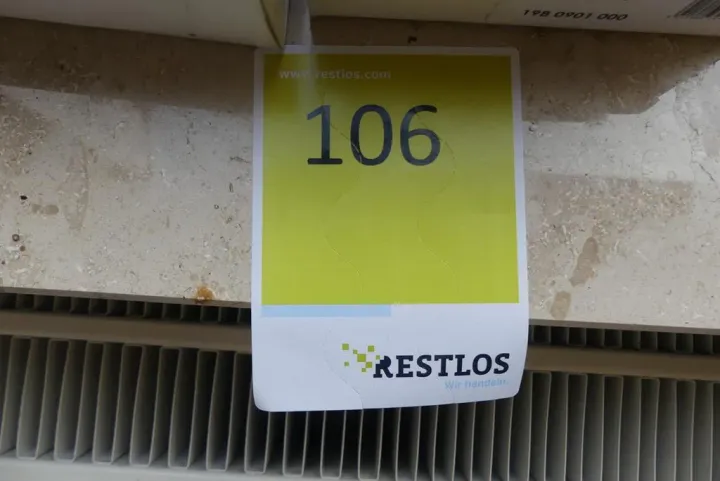 198 0901 000
www.restlos.com
106
RESTLOS
Wir handeln.